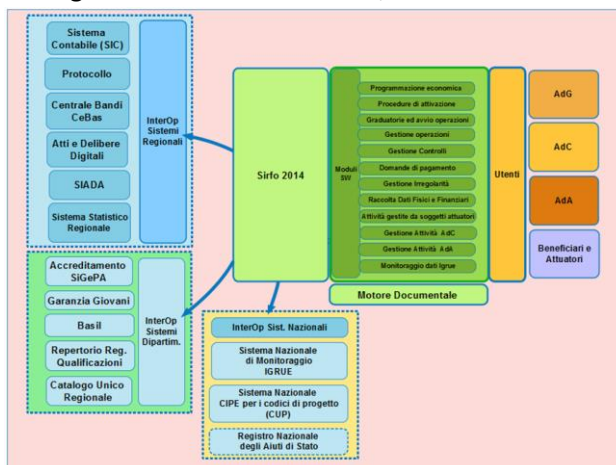 Sistema
Contabile (SIC)
Protocollo
Centrale Bandi
CeBas
Atti e Delibere
Digitali
SIADA
Sistema Statistico
Regionale
InterOp
Sistemi
Regionali
Accreditamento
SiGePA
Garanzia Giovani
Basil
Repertorio Reg.
Qualificazioni
Catalogo Unico
Regionale
InterOp
Sistemi
Dipartim.
Sirfo 2014
Moduli
SW
Programmazione economica
Procedure di attivazione
Graduatorie ed avvio operazioni
Gestione operazioni
Gestione Controlli
Domande di pagamento
Gestione Irregolarità
Raccolta Dati Fisici e Finanziari
Attività gestite da soggetti attuatori
Gestione Attività AdC
Gestione Attività AdA
Monitoraggio dati Igrue
Utenti
AdG
AdC
AdA
Beneficiari e
Attuatori
Motore Documentale
InterOp Sist. Nazionali
Sistema Nazionale
di Monitoraggio
IGRUE
Sistema Nazionale
CIPE per i codici di progetto
(CUP)
Registro Nazionale
degli Aiuti di Stato